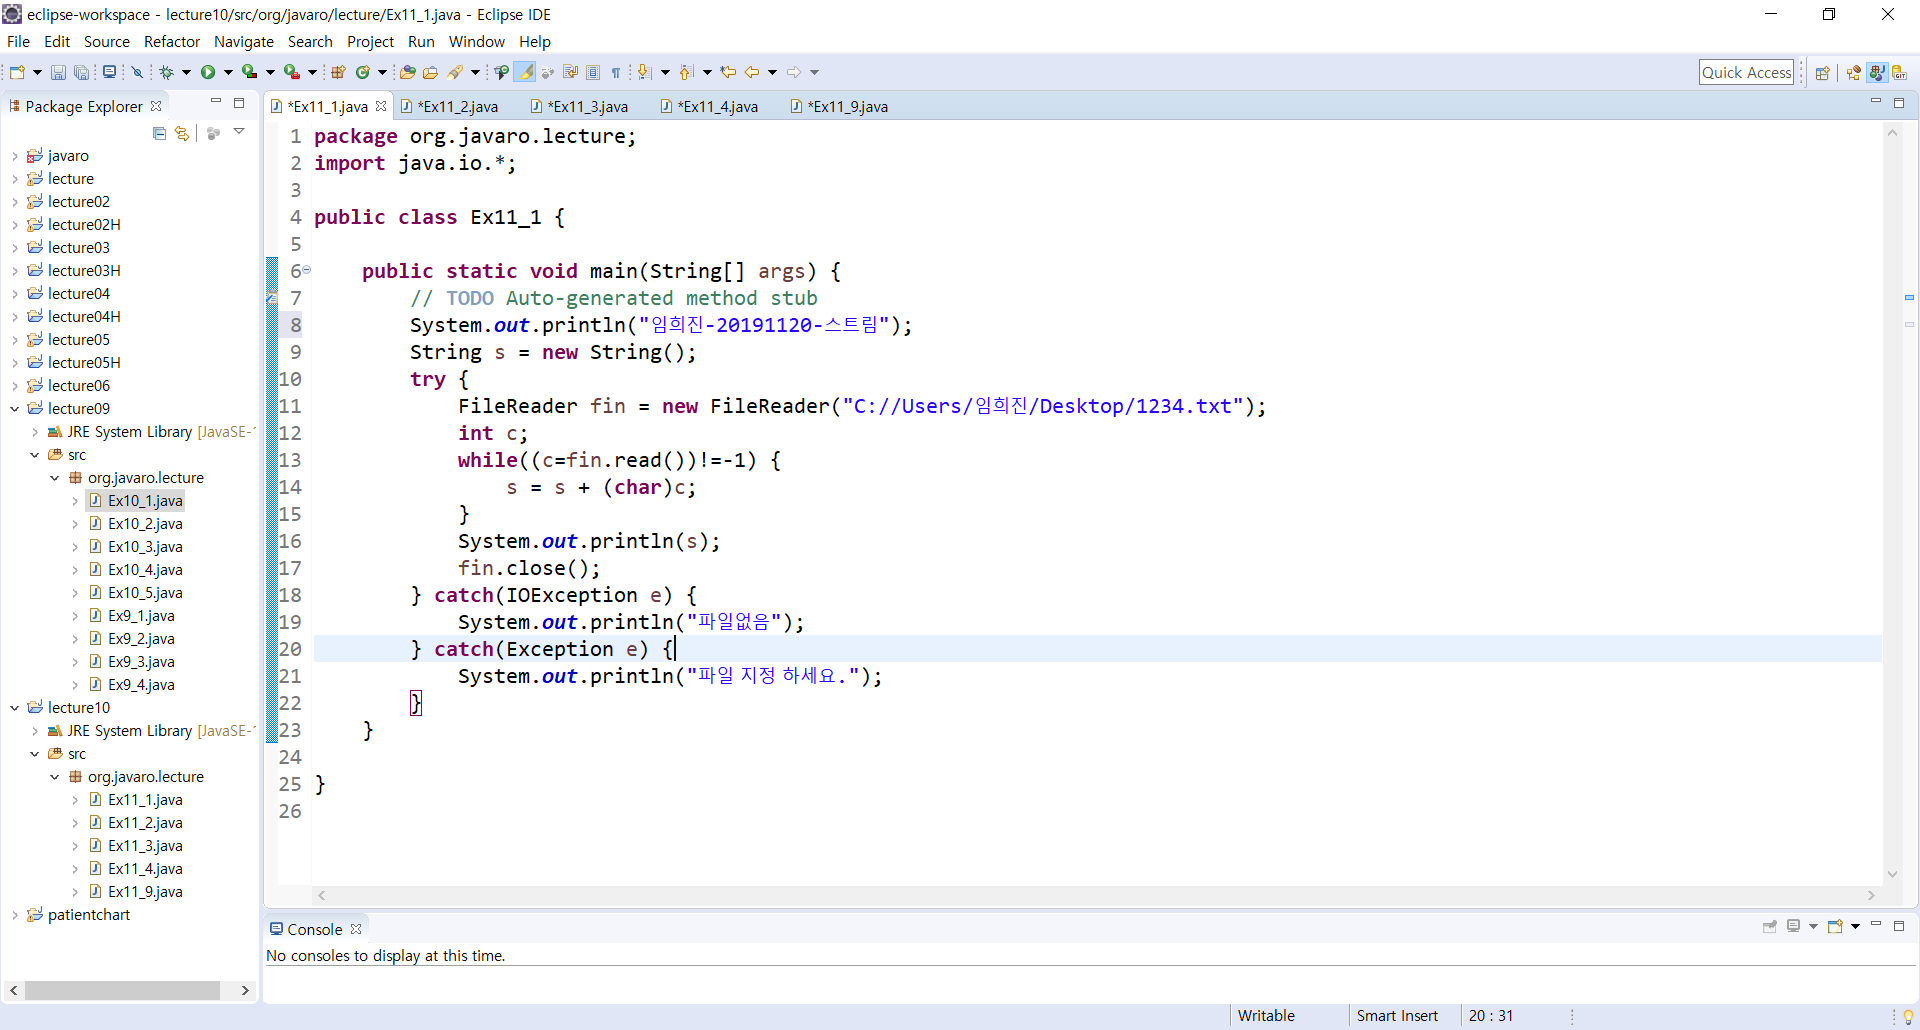 eclipse-workspace - lecture10/src/org/javaro/lecture/Ex11_1.java - Eclipse IDE
File Edit Source Refactor Navigate Search Project Run Window Help
Quick Access
Package Explorer
javaro
lecture
lecture02
lecture02H
lecture03
lecture03H
lecture04
lecture04H
lecture05
lecture05H
lecture06
lecture09
JRE System Library [JavaSE-
src
org.javaro.lecture
Ex10_1.java
Ex10_2.java
Ex10_3.java
Ex10_4.java
Ex10_5.java
Ex9_1.java
Ex9_2.java
Ex9_3.java
Ex9_4.java
lecture10
JRE System Library [JavaSE-
src
org.javaro.lecture
Ex11_1.java
Ex11_2.java
Ex11_3.java
Ex11_4.java
Ex11_9.java
patientchart
*Ex11_1.java *Ex11_2.java *Ex11_3.java *Ex11_4.java *Ex11_9.java
1 package org.javaro.lecture;
2 import java.io.*;
3
4 public class Ex11_1 {
5
6 public static void main(String[] args) {
7 // TODO Auto-generated method stub
8 System.out.println("임희진-20191120-스트림");
9 String s = new String();
10 try {
11 FileReader fin = new FileReader("C://Users/임희진/Desktop/1234.txt");
12 int c;
13 while((c=fin.read())!=-1) {
14 s = s + (char)c;
15 }
16 System.out.println(s);
17 fin.close();
18 } catch(IOException e) {
19 System.out.println("파일없음");
20 } catch(Exception e) {
21 System.out.println("파일 지정 하세요.");
22 }
23 }
24
25 }
26
Console
No consoles to display at this time.
Writable Smart Insert 20 : 31